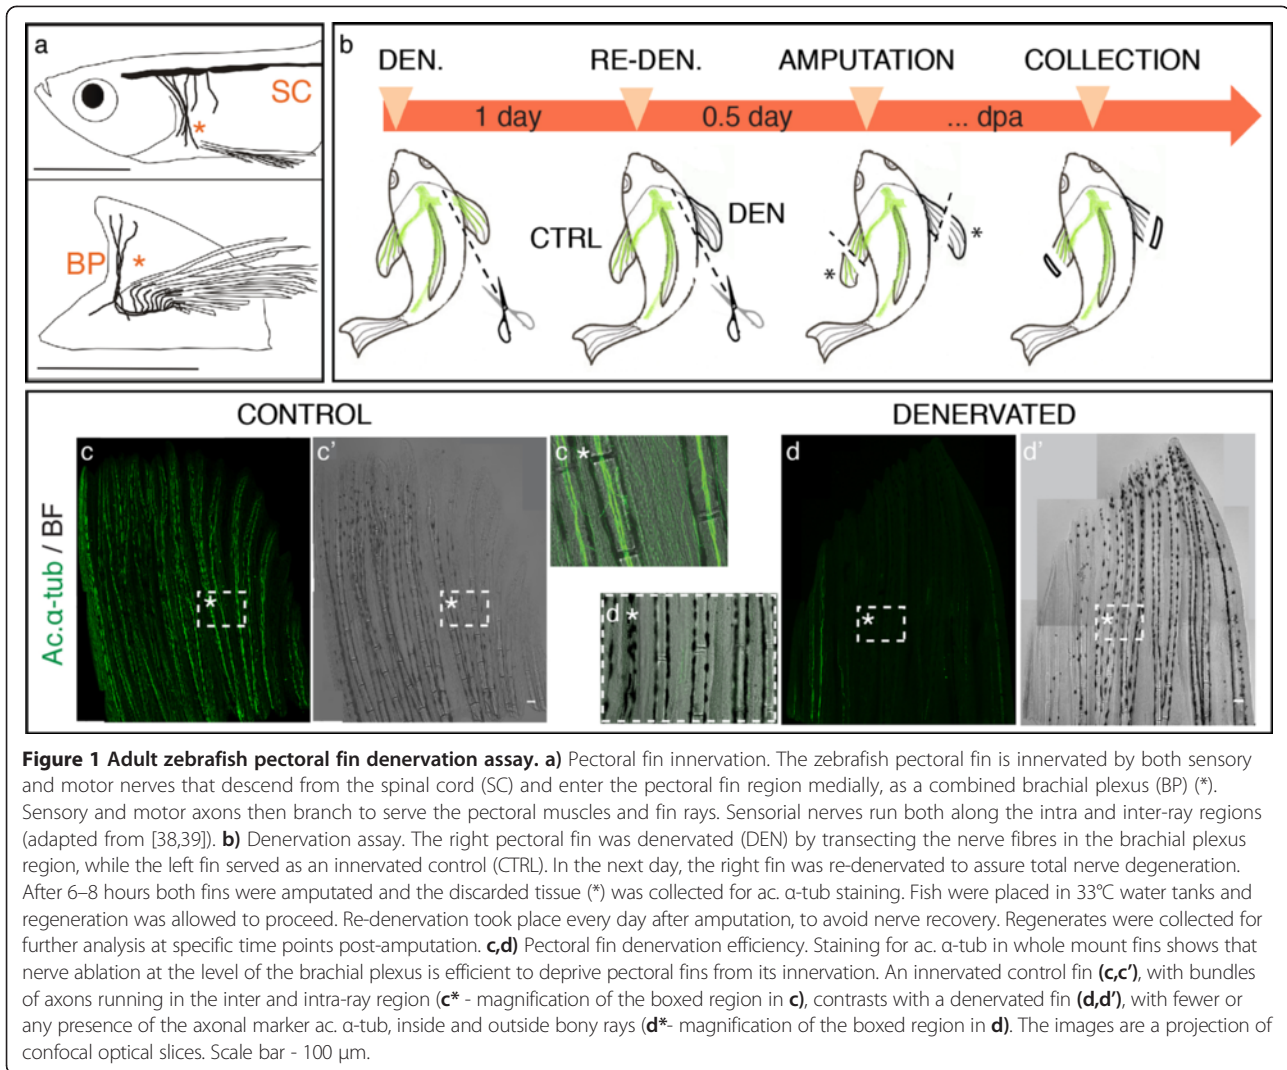 a
SC
*
BP *
b
DEN.
RE-DEN.
AMPUTATION
COLLECTION
1 day
0.5 day
... dpa
CTRL
DEN
*
*
CONTROL
DENERVATED
Ac.α-tub / BF
c
*
c'
*
c *
d *
d
*
d'
*
Figure 1 Adult zebrafish pectoral fin denervation assay. a) Pectoral fin innervation. The zebrafish pectoral fin is innervated by both sensory
and motor nerves that descend from the spinal cord (SC) and enter the pectoral fin region medially, as a combined brachial plexus (BP) (*).
Sensory and motor axons then branch to serve the pectoral muscles and fin rays. Sensorial nerves run both along the intra and inter-ray regions
(adapted from [38,39]). b) Denervation assay. The right pectoral fin was denervated (DEN) by transecting the nerve fibres in the brachial plexus
region, while the left fin served as an innervated control (CTRL). In the next day, the right fin was re-denervated to assure total nerve degeneration.
After 6–8 hours both fins were amputated and the discarded tissue (*) was collected for ac. α-tub staining. Fish were placed in 33°C water tanks and
regeneration was allowed to proceed. Re-denervation took place every day after amputation, to avoid nerve recovery. Regenerates were collected for
further analysis at specific time points post-amputation. c,d) Pectoral fin denervation efficiency. Staining for ac. α-tub in whole mount fins shows that
nerve ablation at the level of the brachial plexus is efficient to deprive pectoral fins from its innervation. An innervated control fin (c,c'), with bundles
of axons running in the inter and intra-ray region (c* - magnification of the boxed region in c), contrasts with a denervated fin (d,d'), with fewer or
any presence of the axonal marker ac. α-tub, inside and outside bony rays (d*- magnification of the boxed region in d). The images are a projection of
confocal optical slices. Scale bar - 100 μm.